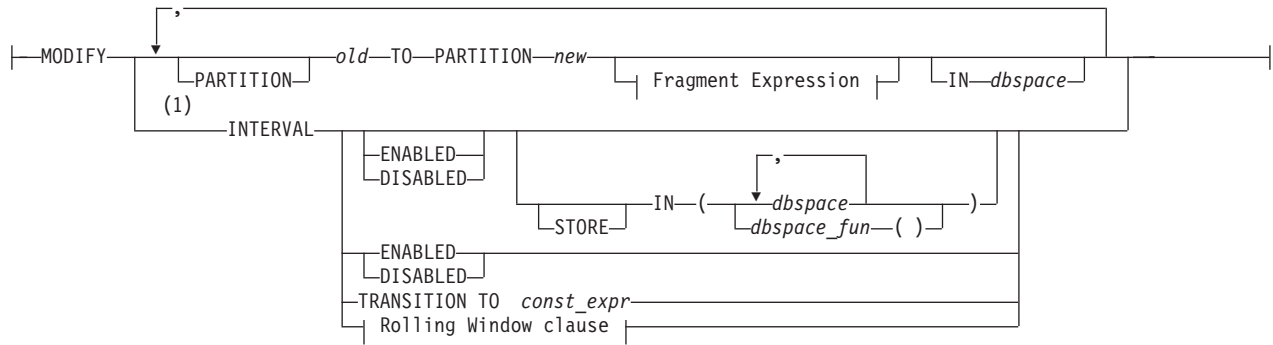 ,
MODIFY PARTITION old TO PARTITION new Fragment Expression IN dbspace
(1)
INTERVAL
ENABLED
DISABLED
,
STORE IN ( dbspace )
dbspace_fun ( )
ENABLED
DISABLED
TRANSITION TO const_expr
Rolling Window clause